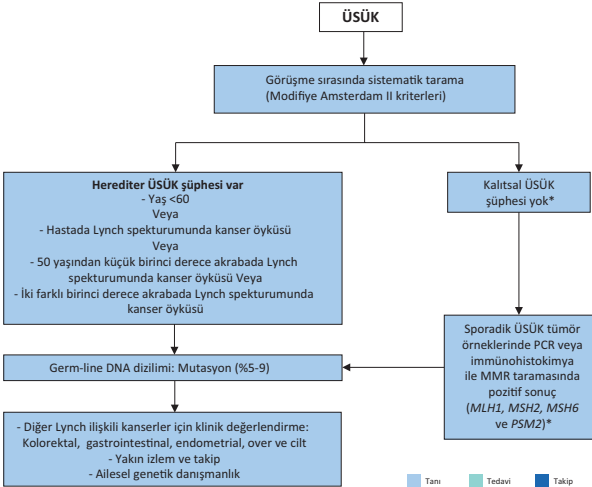 ÜSÜK
Görüşme sırasında sistematik tarama
(Modifiye Amsterdam II kriterleri)
Herediter ÜSÜK şüphesi var
- Yaş <60
Veya
- Hastada Lynch spekturumunda kanser öyküsü
Veya
- 50 yaşından küçük birinci derece akrabada Lynch
spekturumunda kanser öyküsü Veya
- İki farklı birinci derece akrabada Lynch spekturumunda
kanser öyküsü
Kalıtsal ÜSÜK
şüphesi yok*
Sporadik ÜSÜK tümör
örneklerinde PCR veya
immünohistokimya
ile MMR taramasında
pozitif sonuç
(MLH1, MSH2, MSH6
ve PSM2)*
Germ-line DNA dizilimi: Mutasyon (%5-9)
- Diğer Lynch ilişkili kanserler için klinik değerlendirme:
Kolorektal, gastrointestinal, endometrial, over ve cilt
- Yakın izlem ve takip
- Ailesel genetik danışmanlık
Tanı
Tedavi
Takip